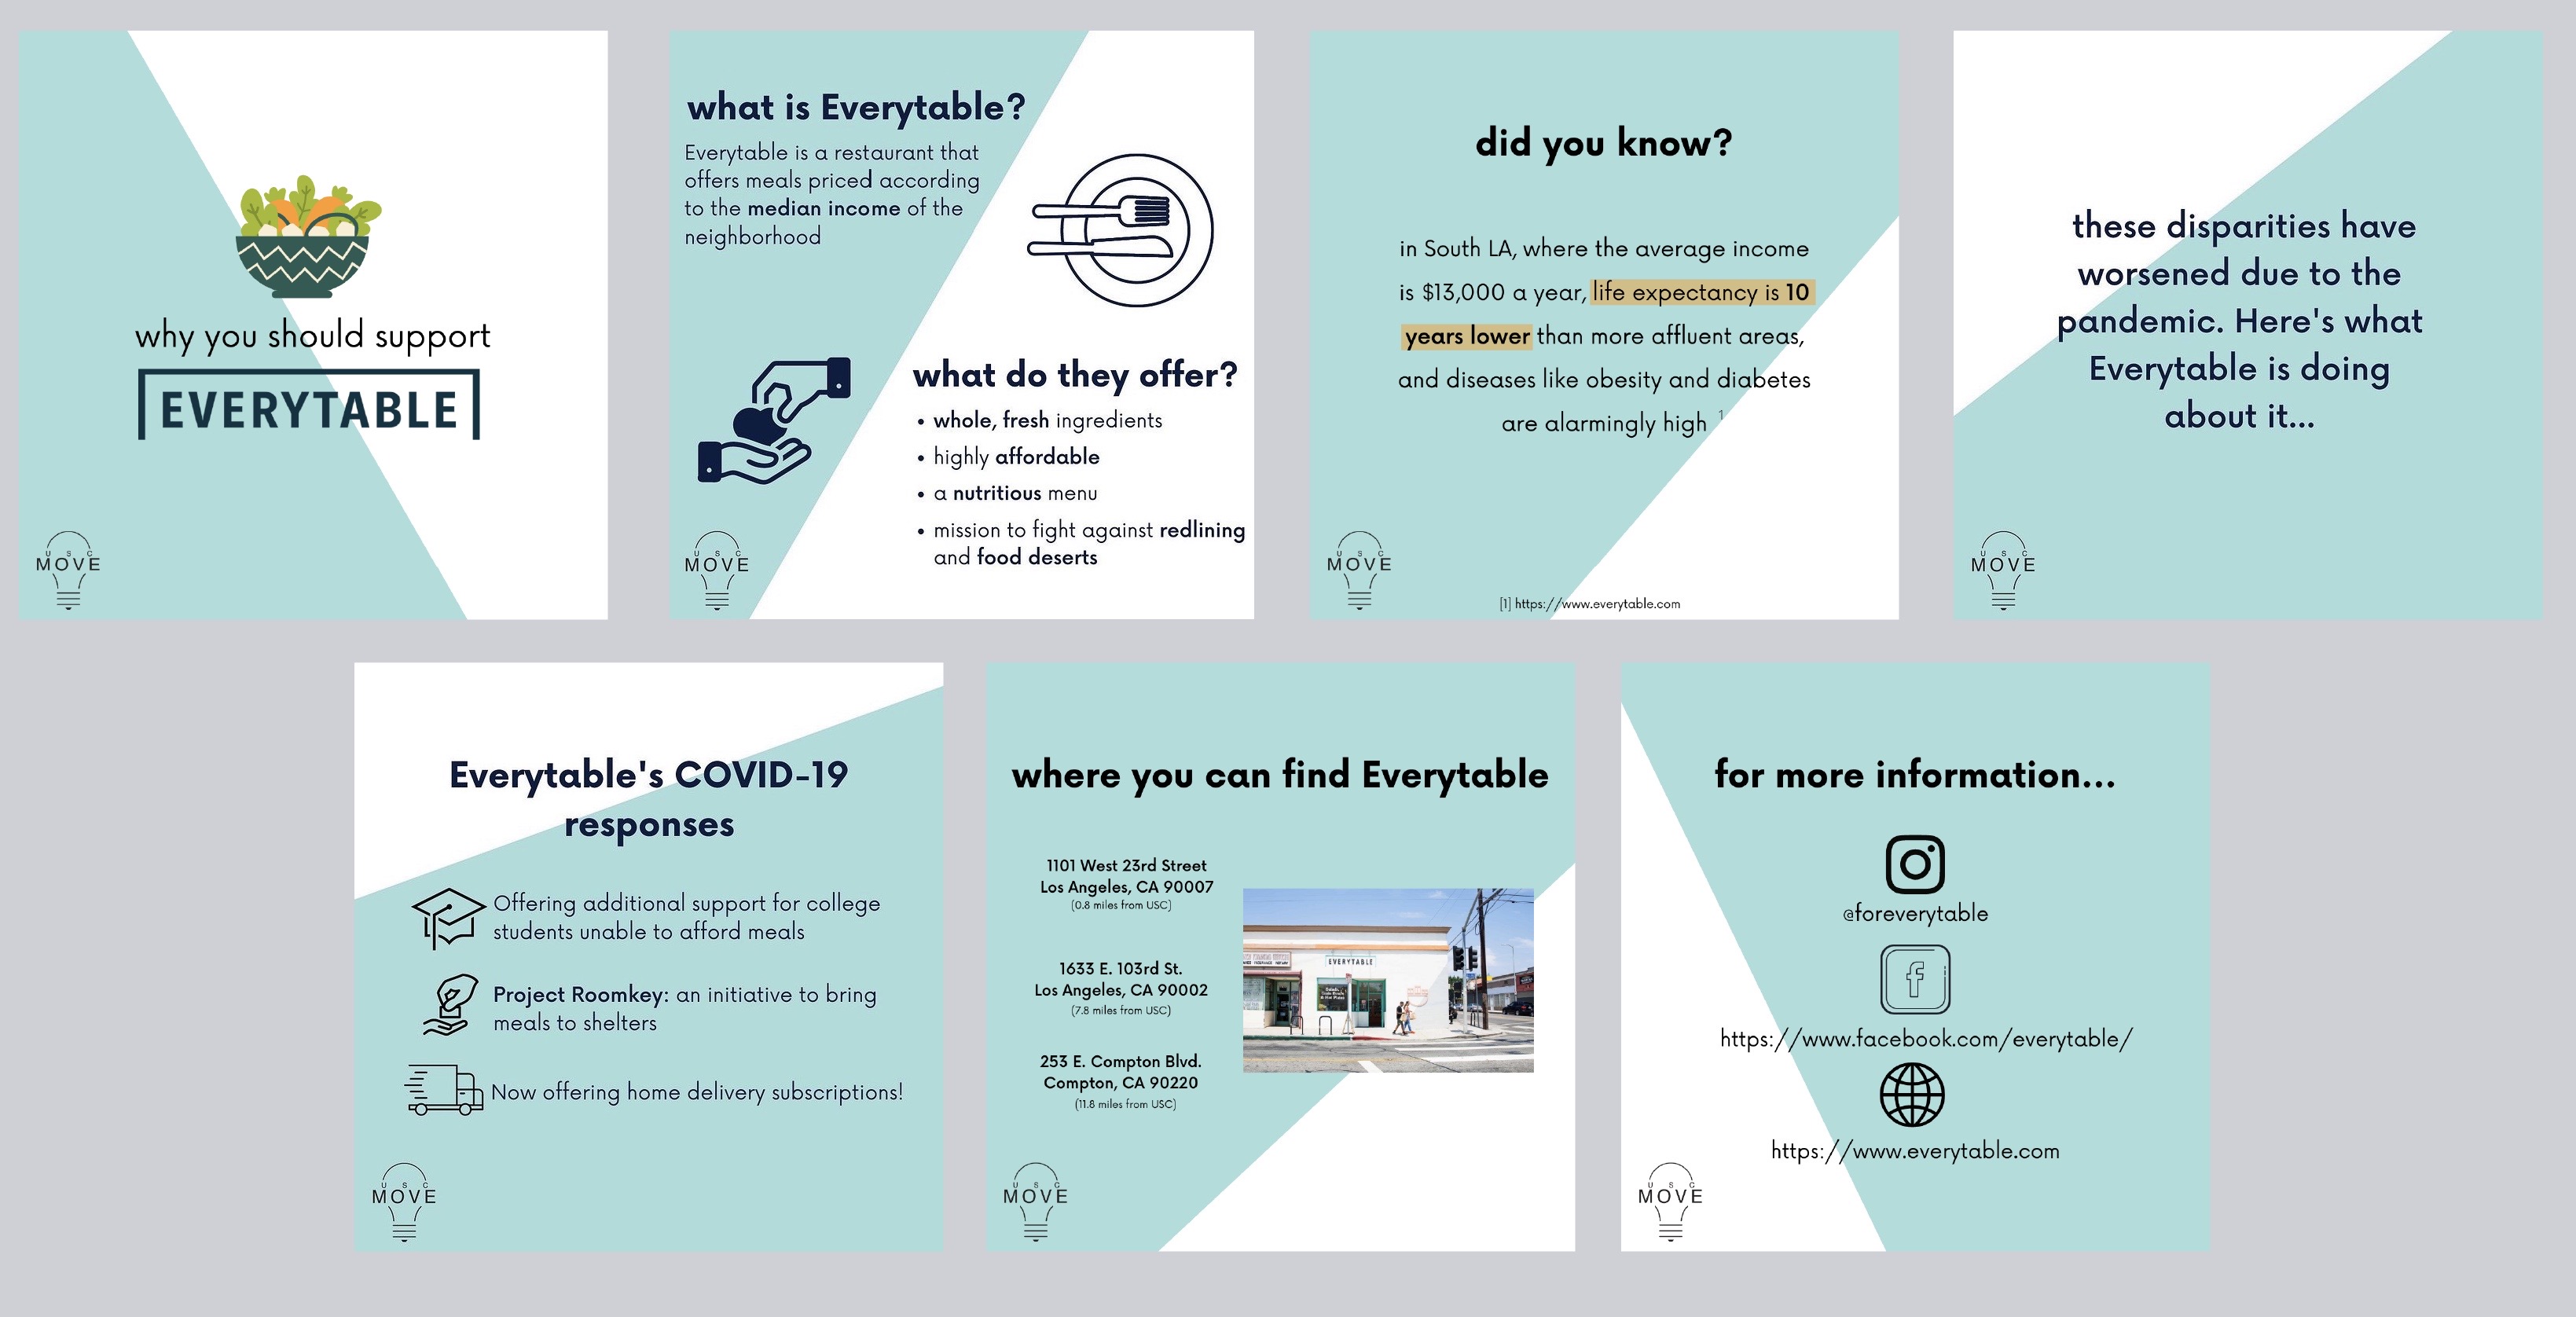 why you should support
EVERYTABLE
USC
MOVE
what is Everytable?
Everytable is a restaurant that
offers meals priced according
to the median income of the
neighborhood
what do they offer?
• whole, fresh ingredients
• highly affordable
• a nutritious menu
• mission to fight against redlining
and food deserts
USC
MOVE
did you know?
in South LA, where the average income
is $13,000 a year, life expectancy is 10
years lower than more affluent areas,
and diseases like obesity and diabetes
are alarmingly high 1
USC
MOVE
[1] https://www.everytable.com
these disparities have
worsened due to the
pandemic. Here's what
Everytable is doing
about it...
USC
MOVE
Everytable's COVID-19
responses
Offering additional support for college
students unable to afford meals
Project Roomkey: an initiative to bring
meals to shelters
Now offering home delivery subscriptions!
USC
MOVE
where you can find Everytable
1101 West 23rd Street
Los Angeles, CA 90007
(0.8 miles from USC)
1633 E. 103rd St.
Los Angeles, CA 90002
(7.8 miles from USC)
253 E. Compton Blvd.
Compton, CA 90220
(11.8 miles from USC)
EVERYTABLE
USC
MOVE
for more information...
@foreverytable
https://www.facebook.com/everytable/
https://www.everytable.com
USC
MOVE